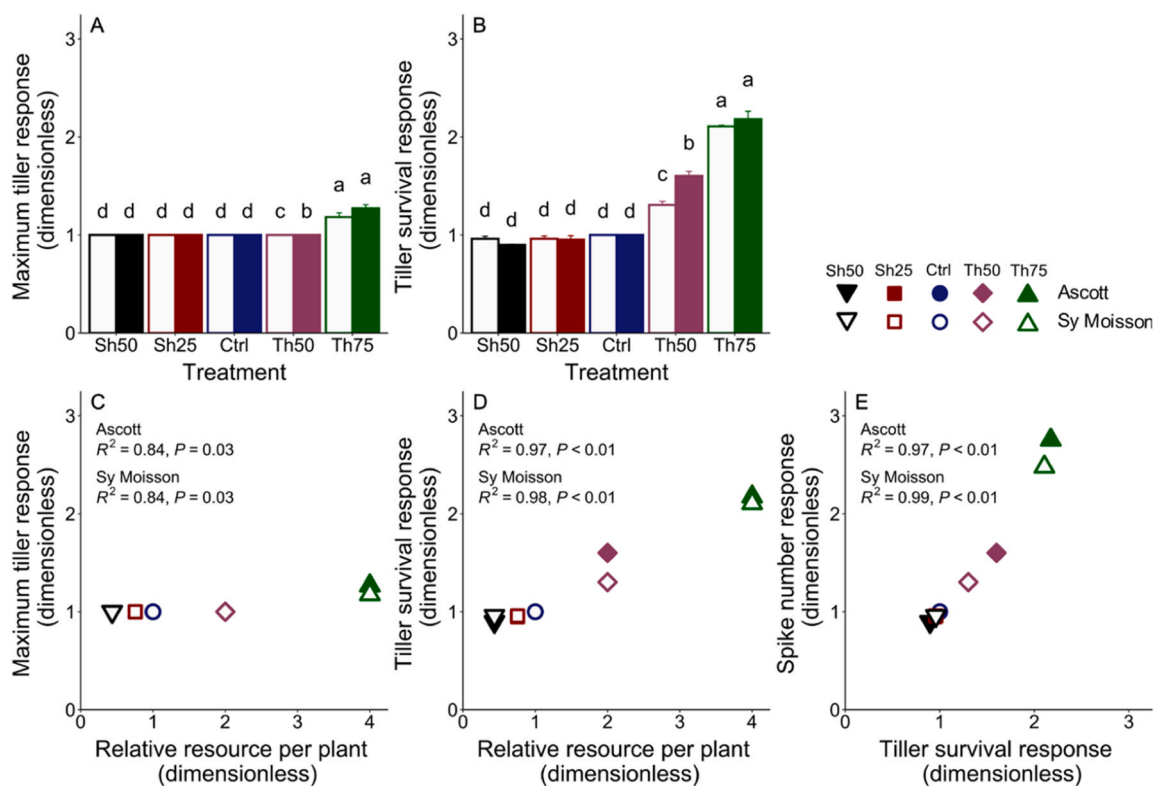 A
Maximum tiller response
(dimensionless)
3
2
1
0
d d d d d d c b a a
Sh50 Sh25 Ctrl Th50 Th75
Treatment
B
Tiller survival response
(dimensionless)
3
2
1
0
d d d d d d c b a a
Sh50 Sh25 Ctrl Th50 Th75
Treatment
Sh50 Sh25 Ctrl Th50 Th75
Ascott
Sy Moisson
C
Maximum tiller response
(dimensionless)
3
2
1
0
Ascott
R² = 0.84, P = 0.03
Sy Moisson
R² = 0.84, P = 0.03
0 1 2 3 4
Relative resource per plant
(dimensionless)
D
Tiller survival response
(dimensionless)
3
2
1
0
Ascott
R² = 0.97, P < 0.01
Sy Moisson
R² = 0.98, P < 0.01
0 1 2 3 4
Relative resource per plant
(dimensionless)
E
Spike number response
(dimensionless)
3
2
1
0
Ascott
R² = 0.97, P < 0.01
Sy Moisson
R² = 0.99, P < 0.01
0 1 2 3
Tiller survival response
(dimensionless)